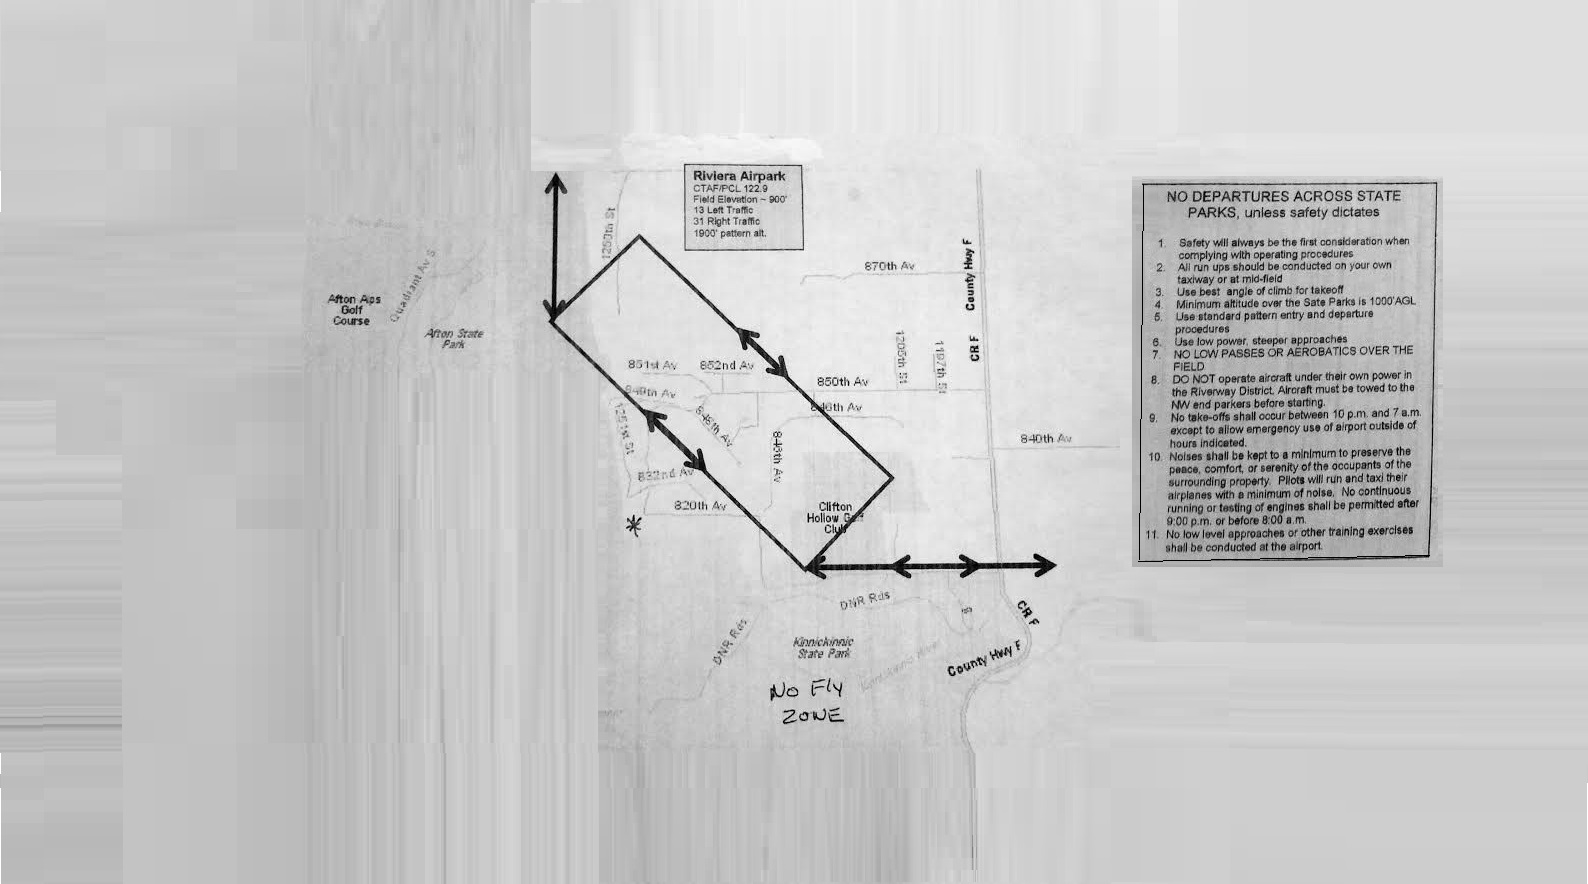 Riviera Airpark
CTAF/PCL 122.9
Field Elevation ~ 900'
13 Left Traffic
31 Right Traffic
1900' pattern alt.
1250th St
870th Av
County Hwy F
CR F
Quadrant Av S
Afton Alps
Golf
Course
Afton State
Park
851st Av
852nd Av
850th Av
1205th St
1197th St
849th Av
846th Av
845th Av
1251st St
843th Av
840th Av
832nd Av
820th Av
Clifton
Hollow Golf
Club
DNR Rds
DNR Rds
CR F
County Hwy F
Kinnickinnic
State Park
No Fly
ZONE
NO DEPARTURES ACROSS STATE
PARKS, unless safety dictates
1. Safety will always be the first consideration when
complying with operating procedures
2. All run ups should be conducted on your own
taxiway or at mid-field
3. Use best angle of climb for takeoff
4. Minimum altitude over the Sate Parks is 1000'AGL
5. Use standard pattern entry and departure
procedures
6. Use low power, steeper approaches
7. NO LOW PASSES OR AEROBATICS OVER THE
FIELD
8. DO NOT operate aircraft under their own power in
the Riverway District. Aircraft must be towed to the
NW end parkers before starting.
9. No take-offs shall occur between 10 p.m. and 7 a.m.
except to allow emergency use of airport outside of
hours indicated.
10. Noises shall be kept to a minimum to preserve the
peace, comfort, or serenity of the occupants of the
surrounding property. Pilots will run and taxi their
airplanes with a minimum of noise. No continuous
running or testing of engines shall be permitted after
9:00 p.m. or before 8:00 a.m.
11. No low level approaches or other training exercises
shall be conducted at the airport.